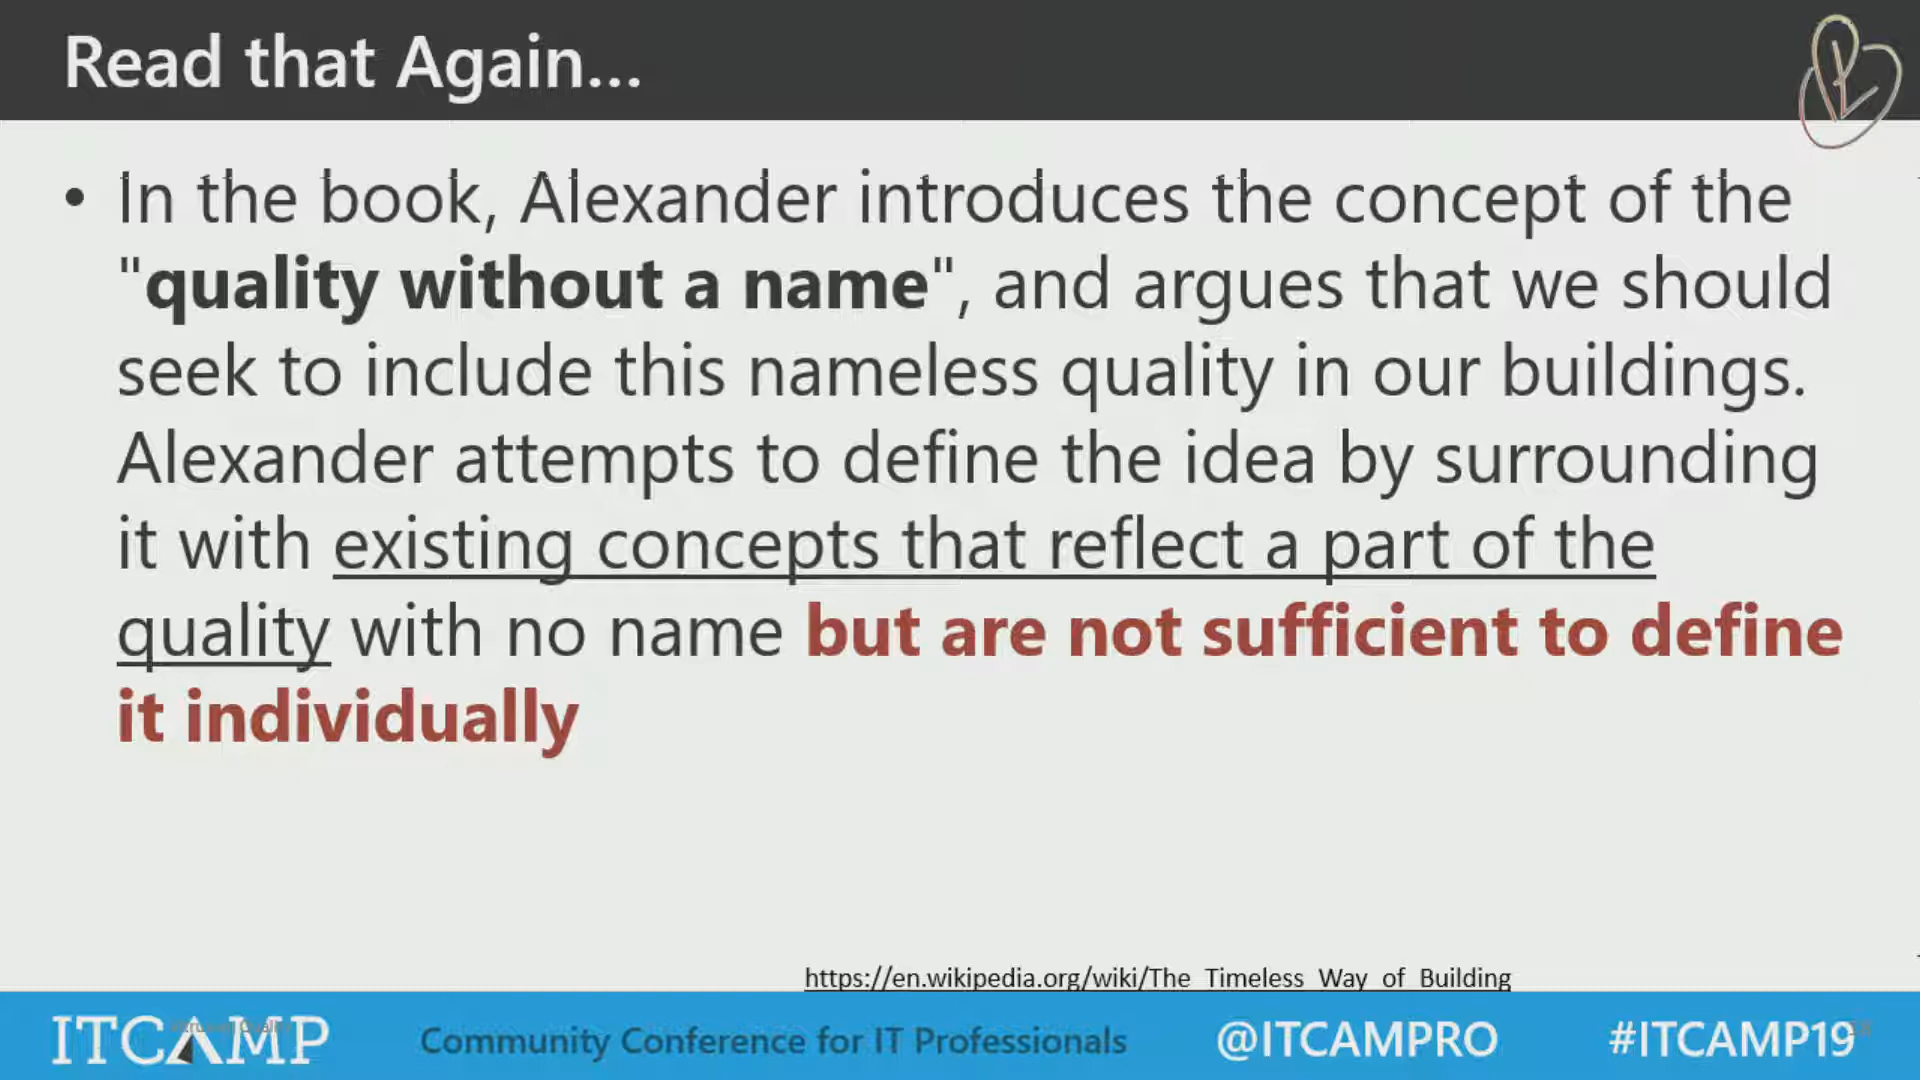 Read that Again...
• In the book, Alexander introduces the concept of the
"quality without a name", and argues that we should
seek to include this nameless quality in our buildings.
Alexander attempts to define the idea by surrounding
it with existing concepts that reflect a part of the
quality with no name but are not sufficient to define
it individually
https://en.wikipedia.org/wiki/The_Timeless_Way_of_Building
ITCAMP Community Conference for IT Professionals @ITCAMPRO #ITCAMP19